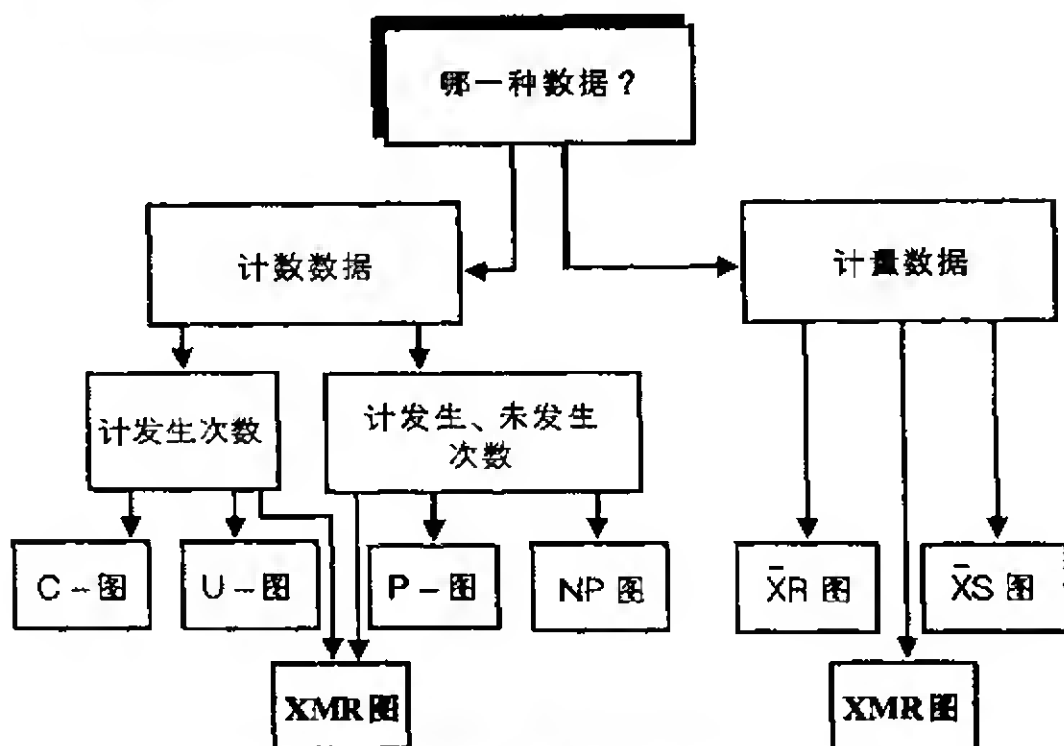 哪一种数据？
计数数据
计量数据
计发生次数
计发生、未发生
次数
C－图
U－图
P－图
NP图
X̄R图
X̄S图
XMR图
XMR图